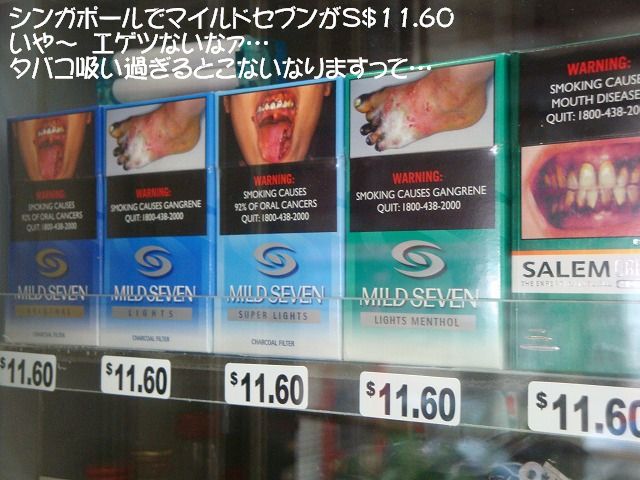 シンガポールでマイルドセブンがS$11.60
いや～ エゲツないなァ…
タバコ吸い過ぎるとこないなりますって…
WARNING:
SMOKING CAUSES
92% OF ORAL CANCERS
QUIT: 1800-438-2000
MILD SEVEN
ORIGINAL
WARNING:
SMOKING CAUSES GANGRENE
QUIT: 1800-438-2000
MILD SEVEN
LIGHTS
CHARCOAL FILTER
WARNING:
SMOKING CAUSES
92% OF ORAL CANCERS
QUIT: 1800-438-2000
MILD SEVEN
SUPER LIGHTS
CHARCOAL FILTER
WARNING:
SMOKING CAUSES GANGRENE
QUIT: 1800-438-2000
MILD SEVEN
LIGHTS MENTHOL
WARNING:
SMOKING CAUSES
MOUTH DISEASE
QUIT: 1800-438-2
SALEM
$11.60
$11.60
$11.60
$11.60
$11.60